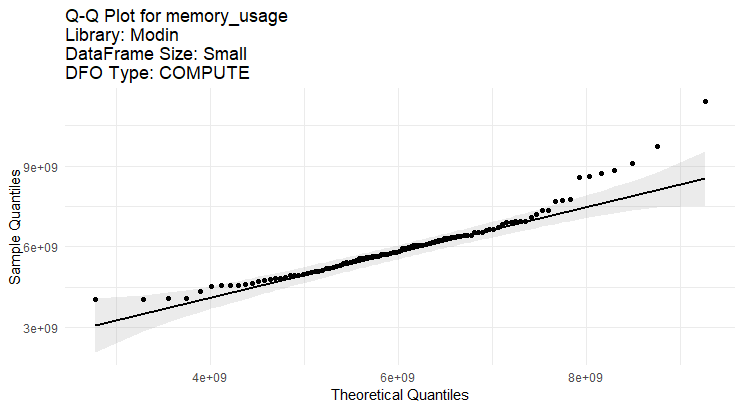 Q-Q Plot for memory_usage
Library: Modin
DataFrame Size: Small
DFO Type: COMPUTE
Sample Quantiles
9e+09
6e+09
3e+09
4e+09 6e+09 8e+09
Theoretical Quantiles